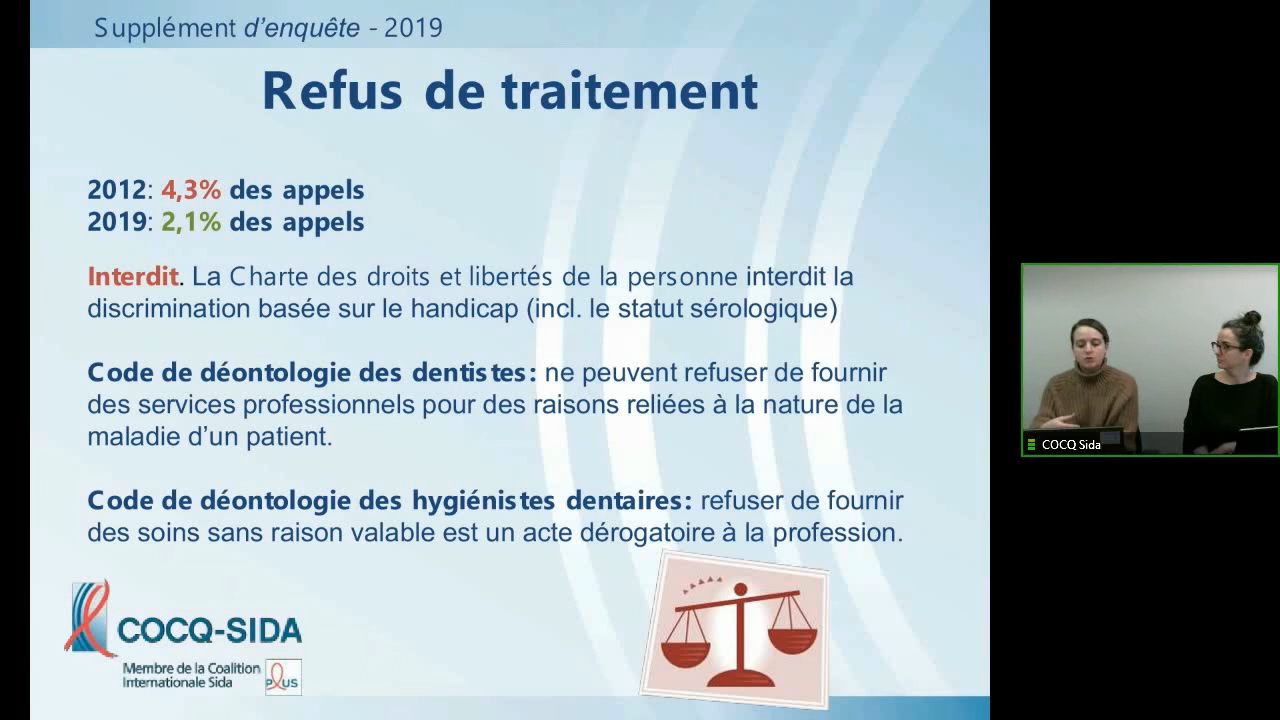 Supplément d'enquête - 2019
Refus de traitement
2012: 4,3% des appels
2019: 2,1% des appels
Interdit. La Charte des droits et libertés de la personne interdit la
discrimination basée sur le handicap (incl. le statut sérologique)
Code de déontologie des dentistes: ne peuvent refuser de fournir
des services professionnels pour des raisons reliées à la nature de la
maladie d'un patient.
Code de déontologie des hygiénistes dentaires: refuser de fournir
des soins sans raison valable est un acte dérogatoire à la profession.
COCQ-SIDA
Membre de la Coalition
Internationale Sida
PLUS
COCQ Sida